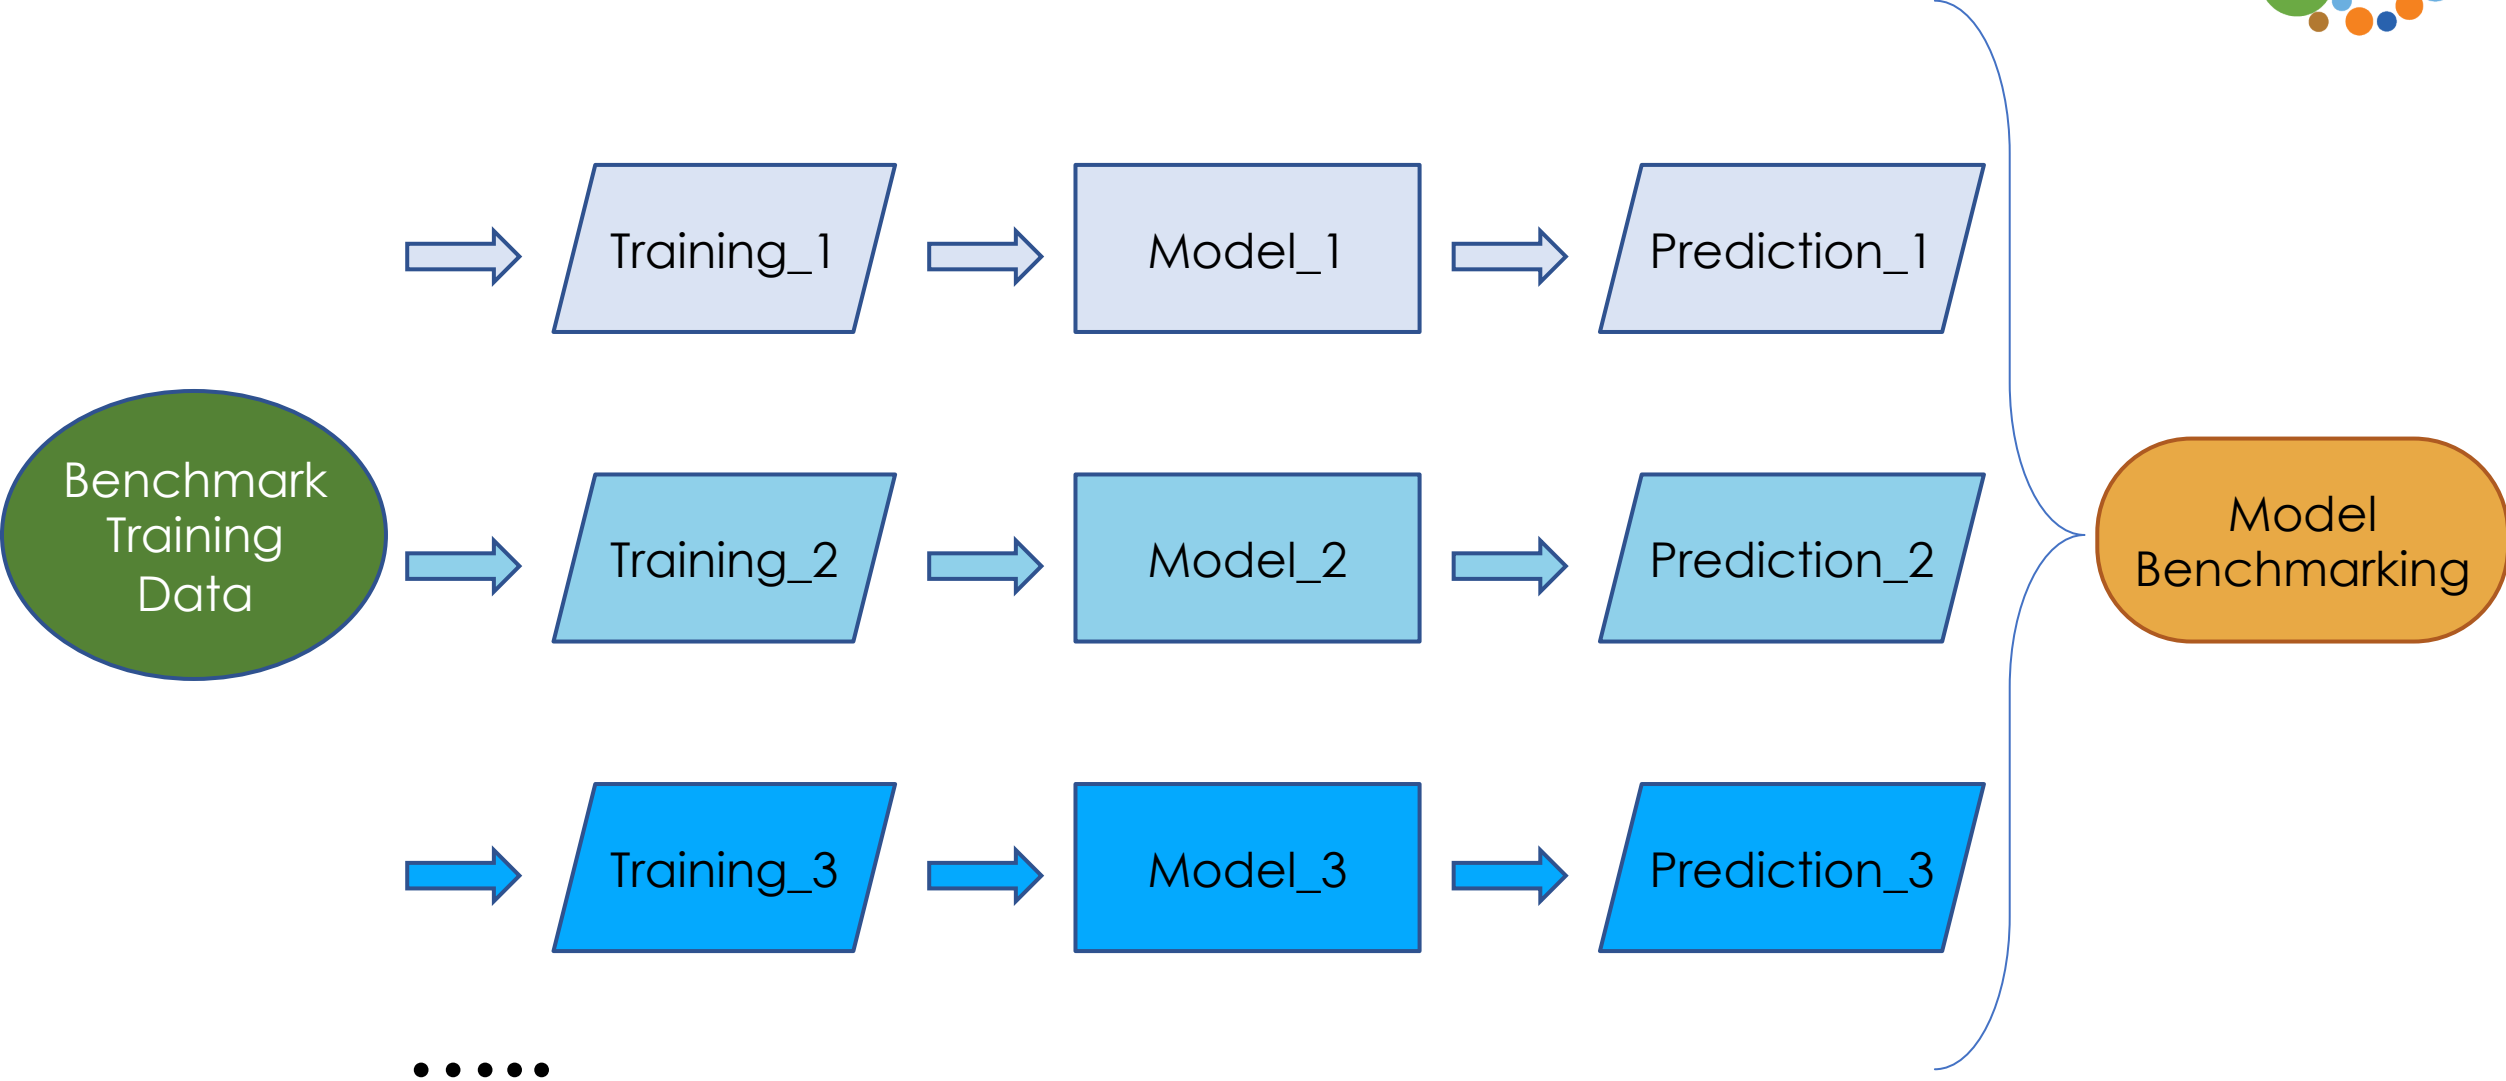 Training_1
Model_1
Prediction_1
Benchmark
Training
Data
Training_2
Model_2
Prediction_2
Model
Benchmarking
Training_3
Model_3
Prediction_3
.....